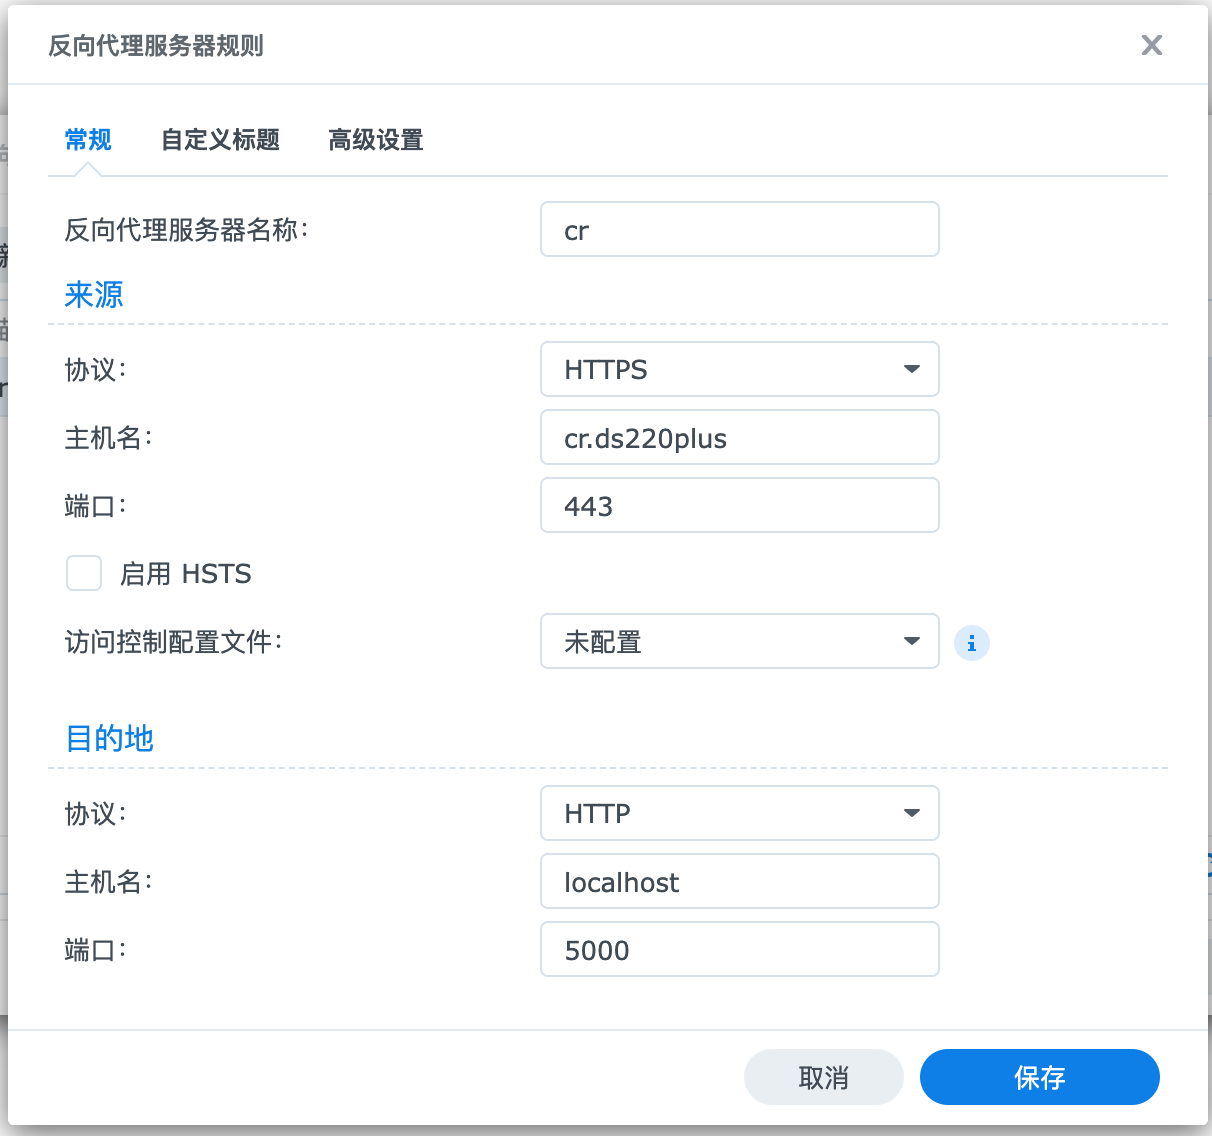 反向代理服务器规则
常规 自定义标题 高级设置
反向代理服务器名称： cr
来源
协议： HTTPS
主机名： cr.ds220plus
端口： 443
启用 HSTS
访问控制配置文件： 未配置
目的地
协议： HTTP
主机名： localhost
端口： 5000
取消 保存